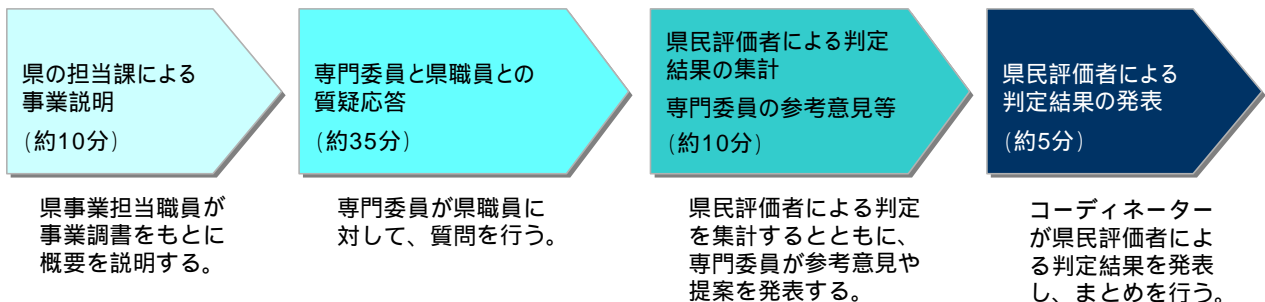 県の担当課による
事業説明
(約10分)
専門委員と県職員との
質疑応答
(約35分)
県民評価者による判定
結果の集計
専門委員の参考意見等
(約10分)
県民評価者による
判定結果の発表
(約5分)
県事業担当職員が
事業調書をもとに
概要を説明する。
専門委員が県職員に
対して、質問を行う。
県民評価者による判定
を集計するとともに、
専門委員が参考意見や
提案を発表する。
コーディネーター
が県民評価者によ
る判定結果を発表
し、まとめを行う。